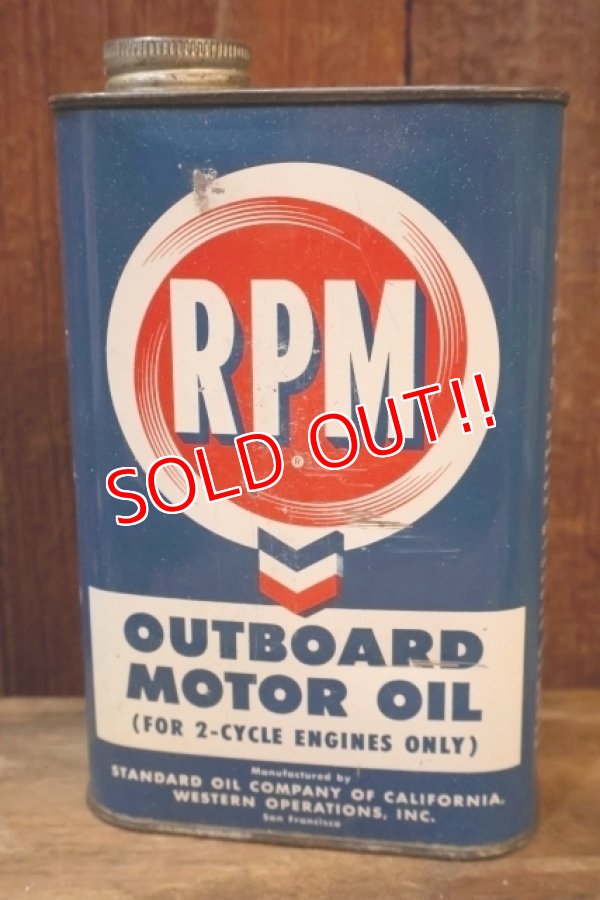 RPM
®
SOLD OUT!!
OUTBOARD
MOTOR OIL
(FOR 2-CYCLE ENGINES ONLY)
Manufactured by
STANDARD OIL COMPANY OF CALIFORNIA,
WESTERN OPERATIONS, INC.
San Francisco